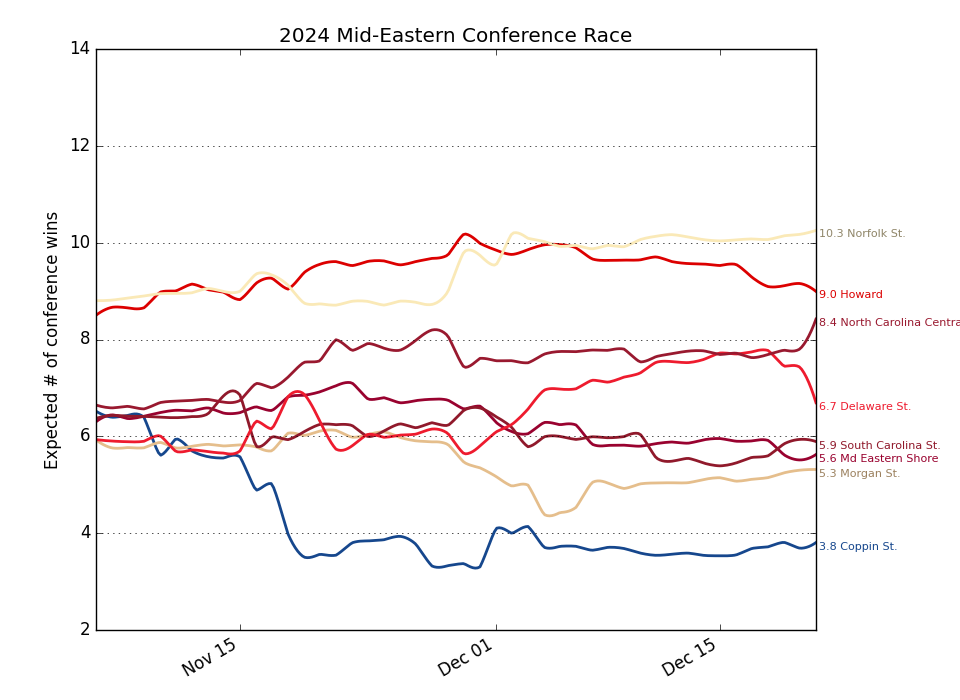 2024 Mid-Eastern Conference Race
Expected # of conference wins
14
12
10
8
6
4
2
Nov 15
Dec 01
Dec 15
10.3 Norfolk St.
9.0 Howard
8.4 North Carolina Centra
6.7 Delaware St.
5.9 South Carolina St.
5.6 Md Eastern Shore
5.3 Morgan St.
3.8 Coppin St.